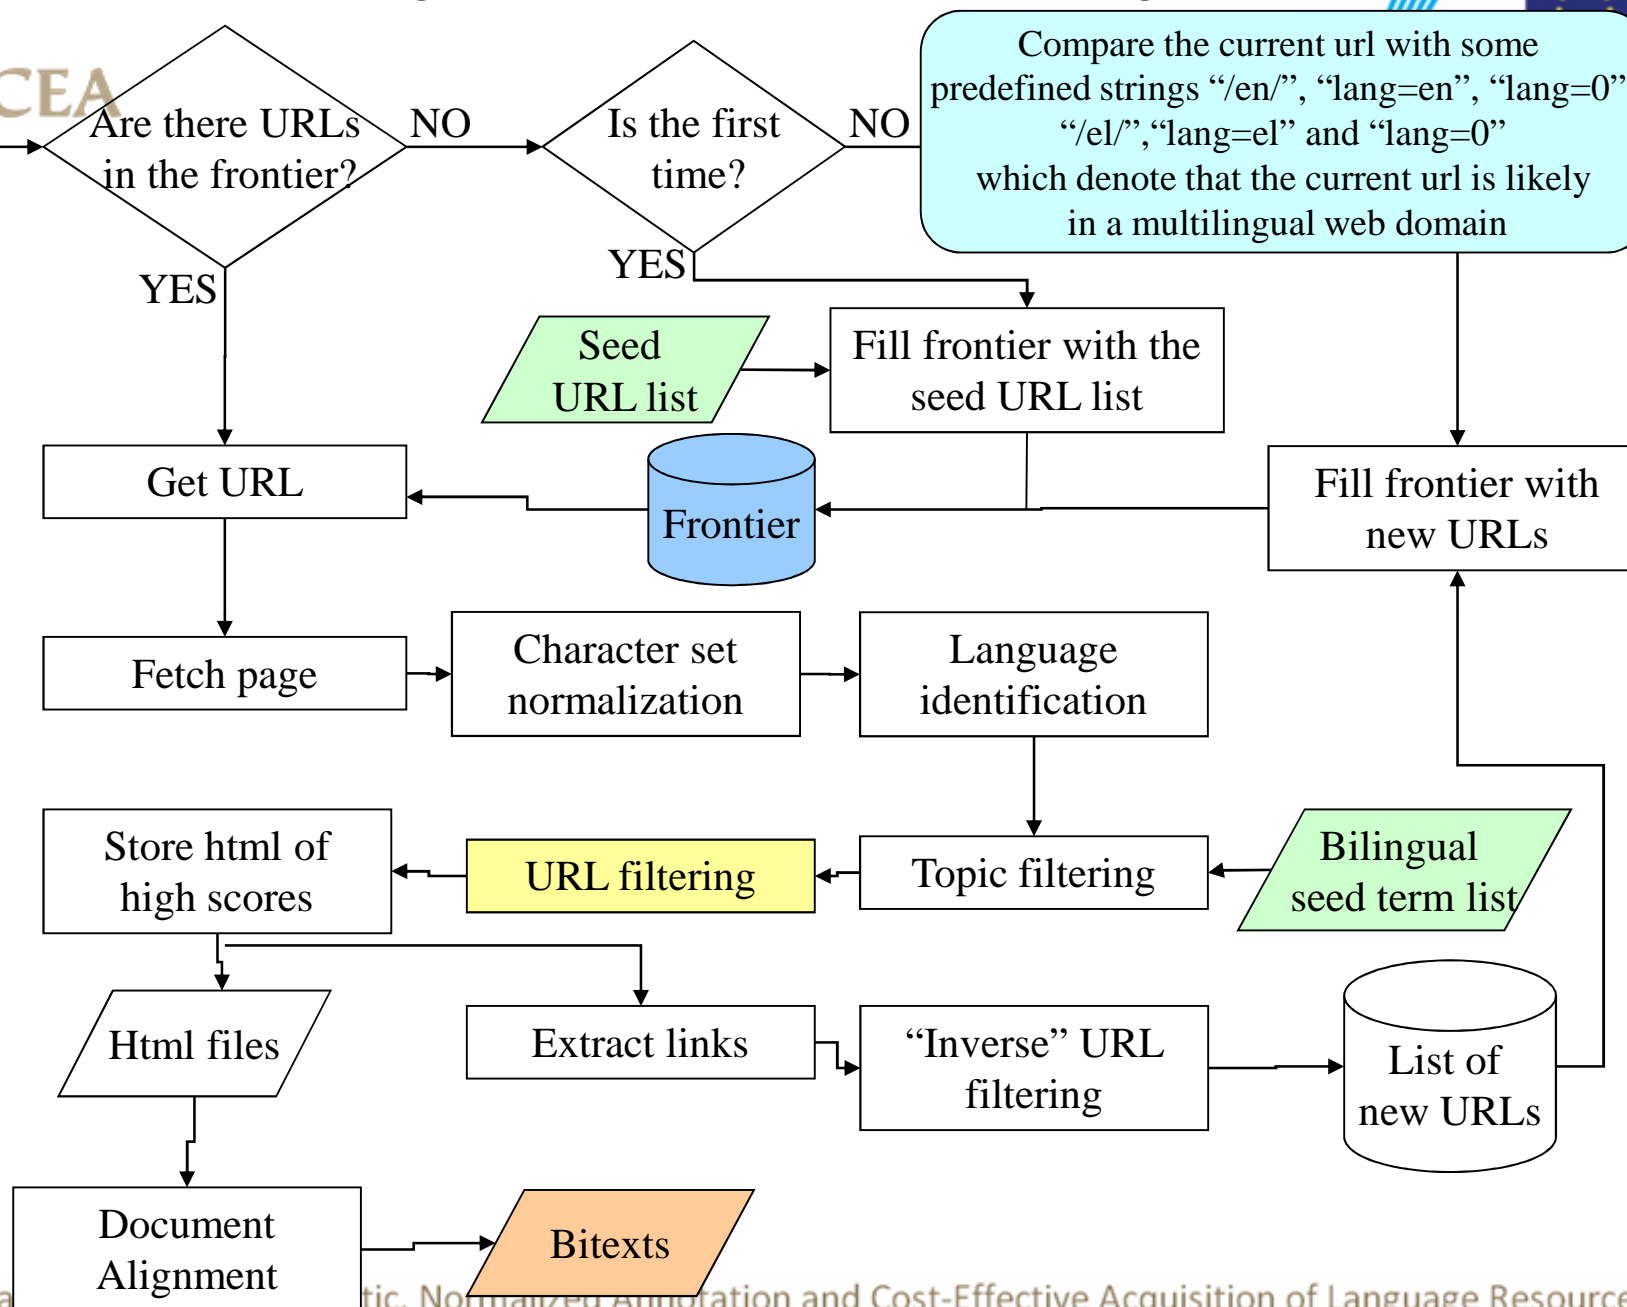 CEA
Are there URLs
in the frontier?
NO
YES
Is the first
time?
NO
YES
Compare the current url with some
predefined strings “/en/”, “lang=en”, “lang=0”
“/el/”,“lang=el” and “lang=0”
which denote that the current url is likely
in a multilingual web domain
Seed
URL list
Fill frontier with the
seed URL list
Get URL
Frontier
Fill frontier with
new URLs
Fetch page
Character set
normalization
Language
identification
Store html of
high scores
URL filtering
Topic filtering
Bilingual
seed term list
Html files
Extract links
“Inverse” URL
filtering
List of
new URLs
Document
Alignment
Bitexts
tic, Normalized Annotation and Cost-Effective Acquisition of Language Resource